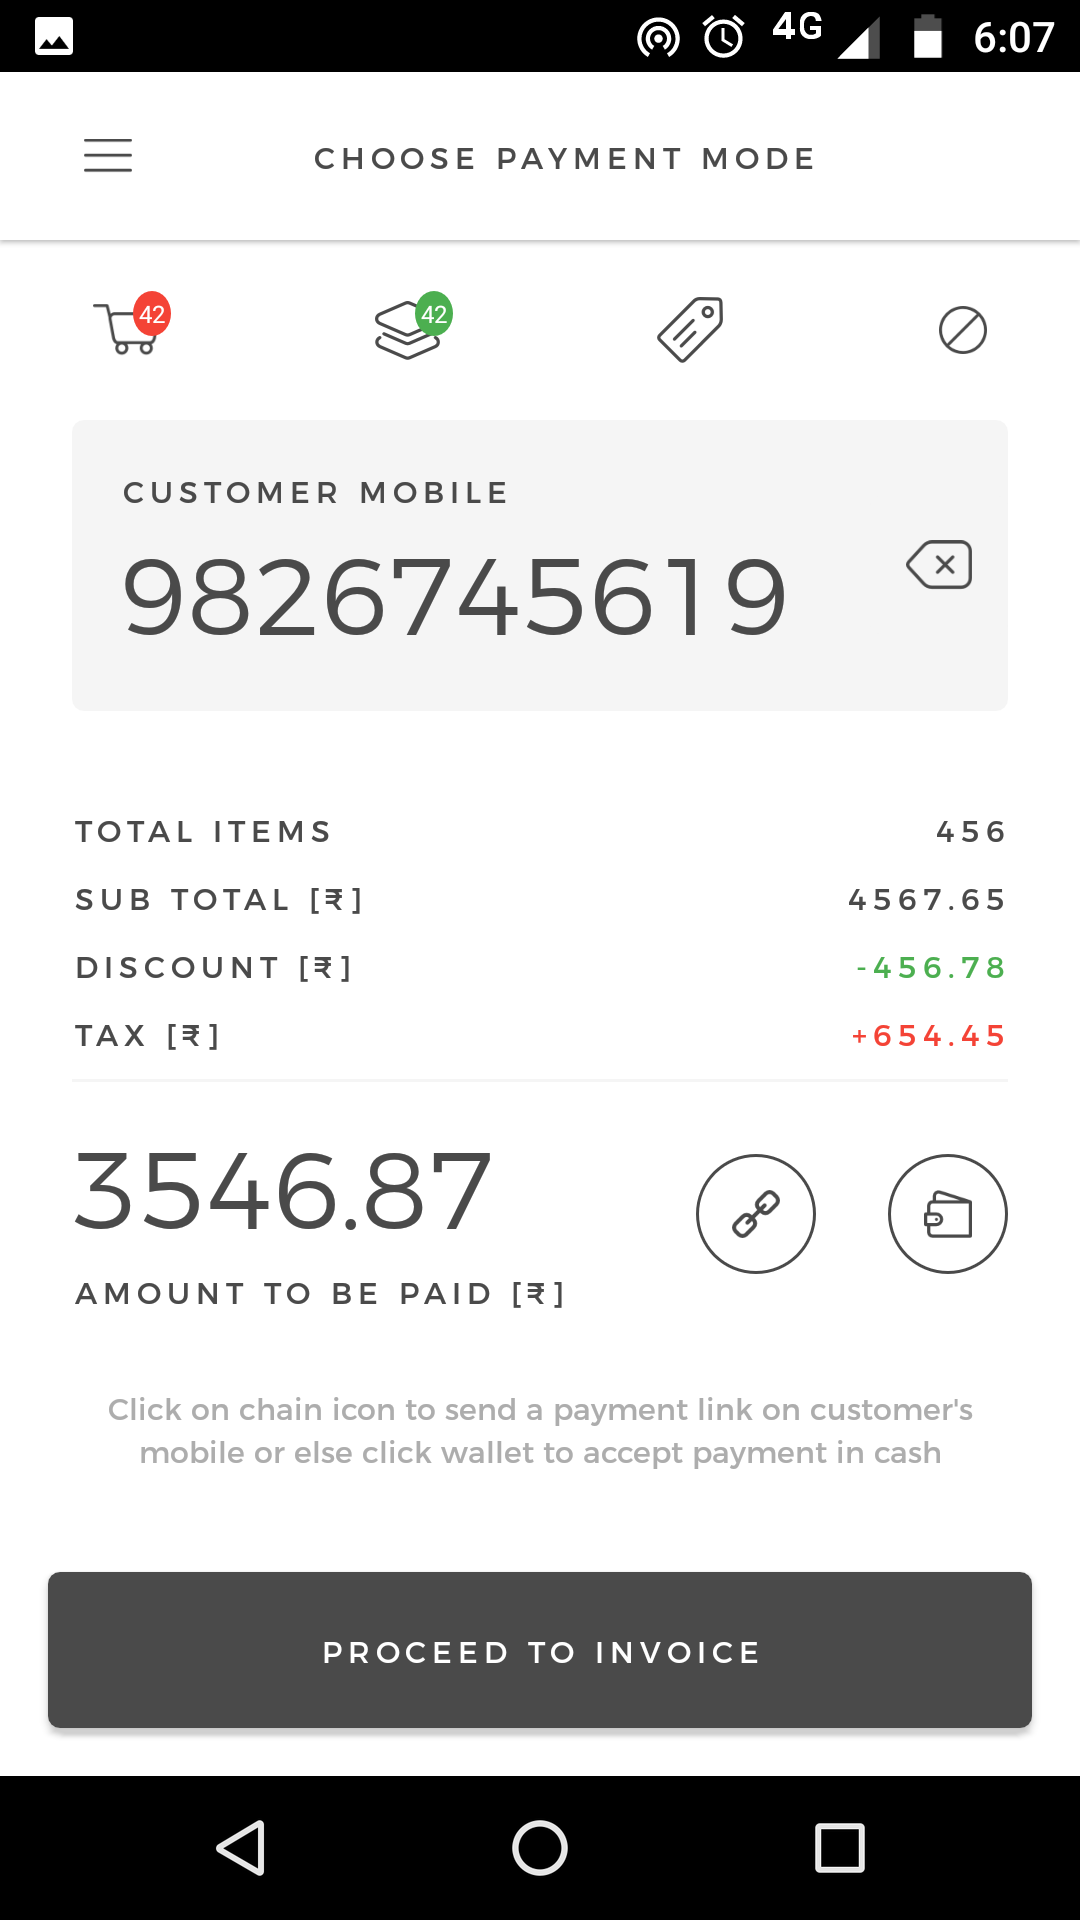 4G 6:07
CHOOSE PAYMENT MODE
42 42
CUSTOMER MOBILE
9826745619
TOTAL ITEMS 456
SUB TOTAL [₹] 4567.65
DISCOUNT [₹] -456.78
TAX [₹] +654.45
3546.87
AMOUNT TO BE PAID [₹]
Click on chain icon to send a payment link on customer's
mobile or else click wallet to accept payment in cash
PROCEED TO INVOICE